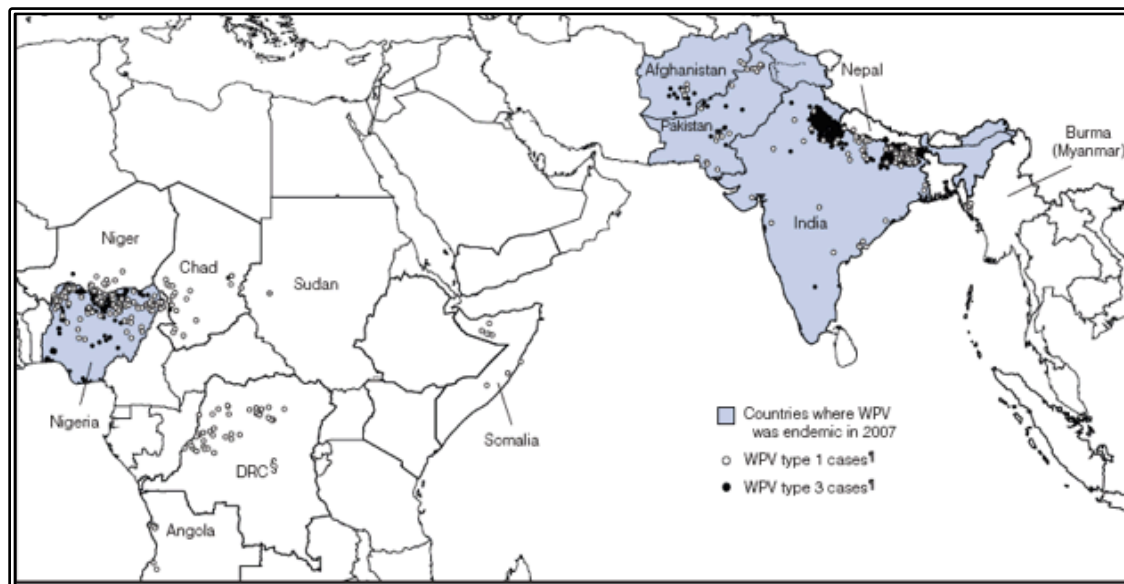 Afghanistan
Nepal
Pakistan
Burma
(Myanmar)
India
Niger
Chad
Sudan
Nigeria
Somalia
DRC§
Angola
Countries where WPV
was endemic in 2007
WPV type 1 cases¶
WPV type 3 cases¶